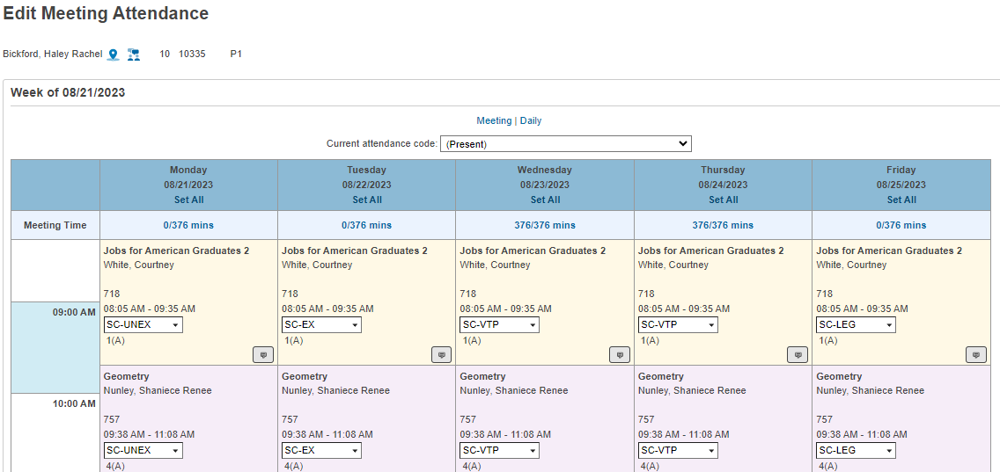 Edit Meeting Attendance
Bickford, Haley Rachel 10 10335 P1
Week of 08/21/2023
Meeting | Daily
Current attendance code: (Present)
Monday Tuesday Wednesday Thursday Friday
08/21/2023 08/22/2023 08/23/2023 08/24/2023 08/25/2023
Set All Set All Set All Set All Set All
Meeting Time 0/376 mins 0/376 mins 376/376 mins 376/376 mins 0/376 mins
Jobs for American Graduates 2 Jobs for American Graduates 2 Jobs for American Graduates 2 Jobs for American Graduates 2 Jobs for American Graduates 2
White, Courtney White, Courtney White, Courtney White, Courtney White, Courtney
718 718 718 718 718
09:00 AM 08:05 AM - 09:35 AM 08:05 AM - 09:35 AM 08:05 AM - 09:35 AM 08:05 AM - 09:35 AM 08:05 AM - 09:35 AM
SC-UNEX SC-EX SC-VTP SC-VTP SC-LEG
1(A) 1(A) 1(A) 1(A) 1(A)
Geometry Geometry Geometry Geometry Geometry
Nunley, Shaniece Renee Nunley, Shaniece Renee Nunley, Shaniece Renee Nunley, Shaniece Renee Nunley, Shaniece Renee
10:00 AM
757 757 757 757 757
09:38 AM - 11:08 AM 09:38 AM - 11:08 AM 09:38 AM - 11:08 AM 09:38 AM - 11:08 AM 09:38 AM - 11:08 AM
SC-UNEX SC-EX SC-VTP SC-VTP SC-LEG
4(A) 4(A) 4(A) 4(A) 4(A)